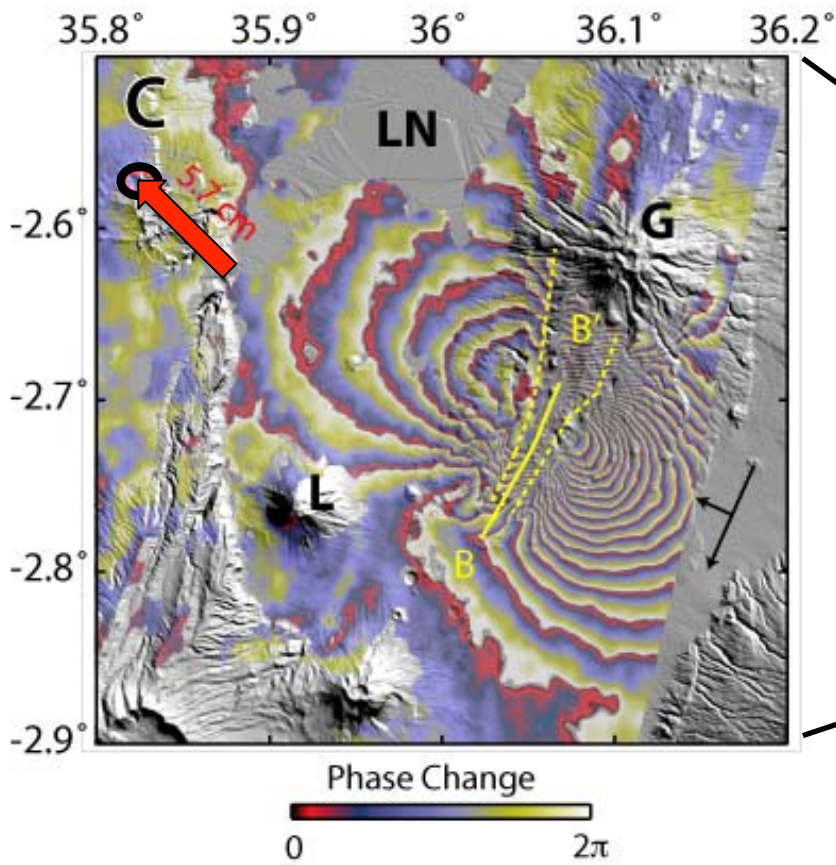 35.8° 35.9° 36° 36.1° 36.2°
C
LN
5.7 cm
-2.6°
G
B'
-2.7°
L
-2.8°
B
-2.9°
Phase Change
0 2π